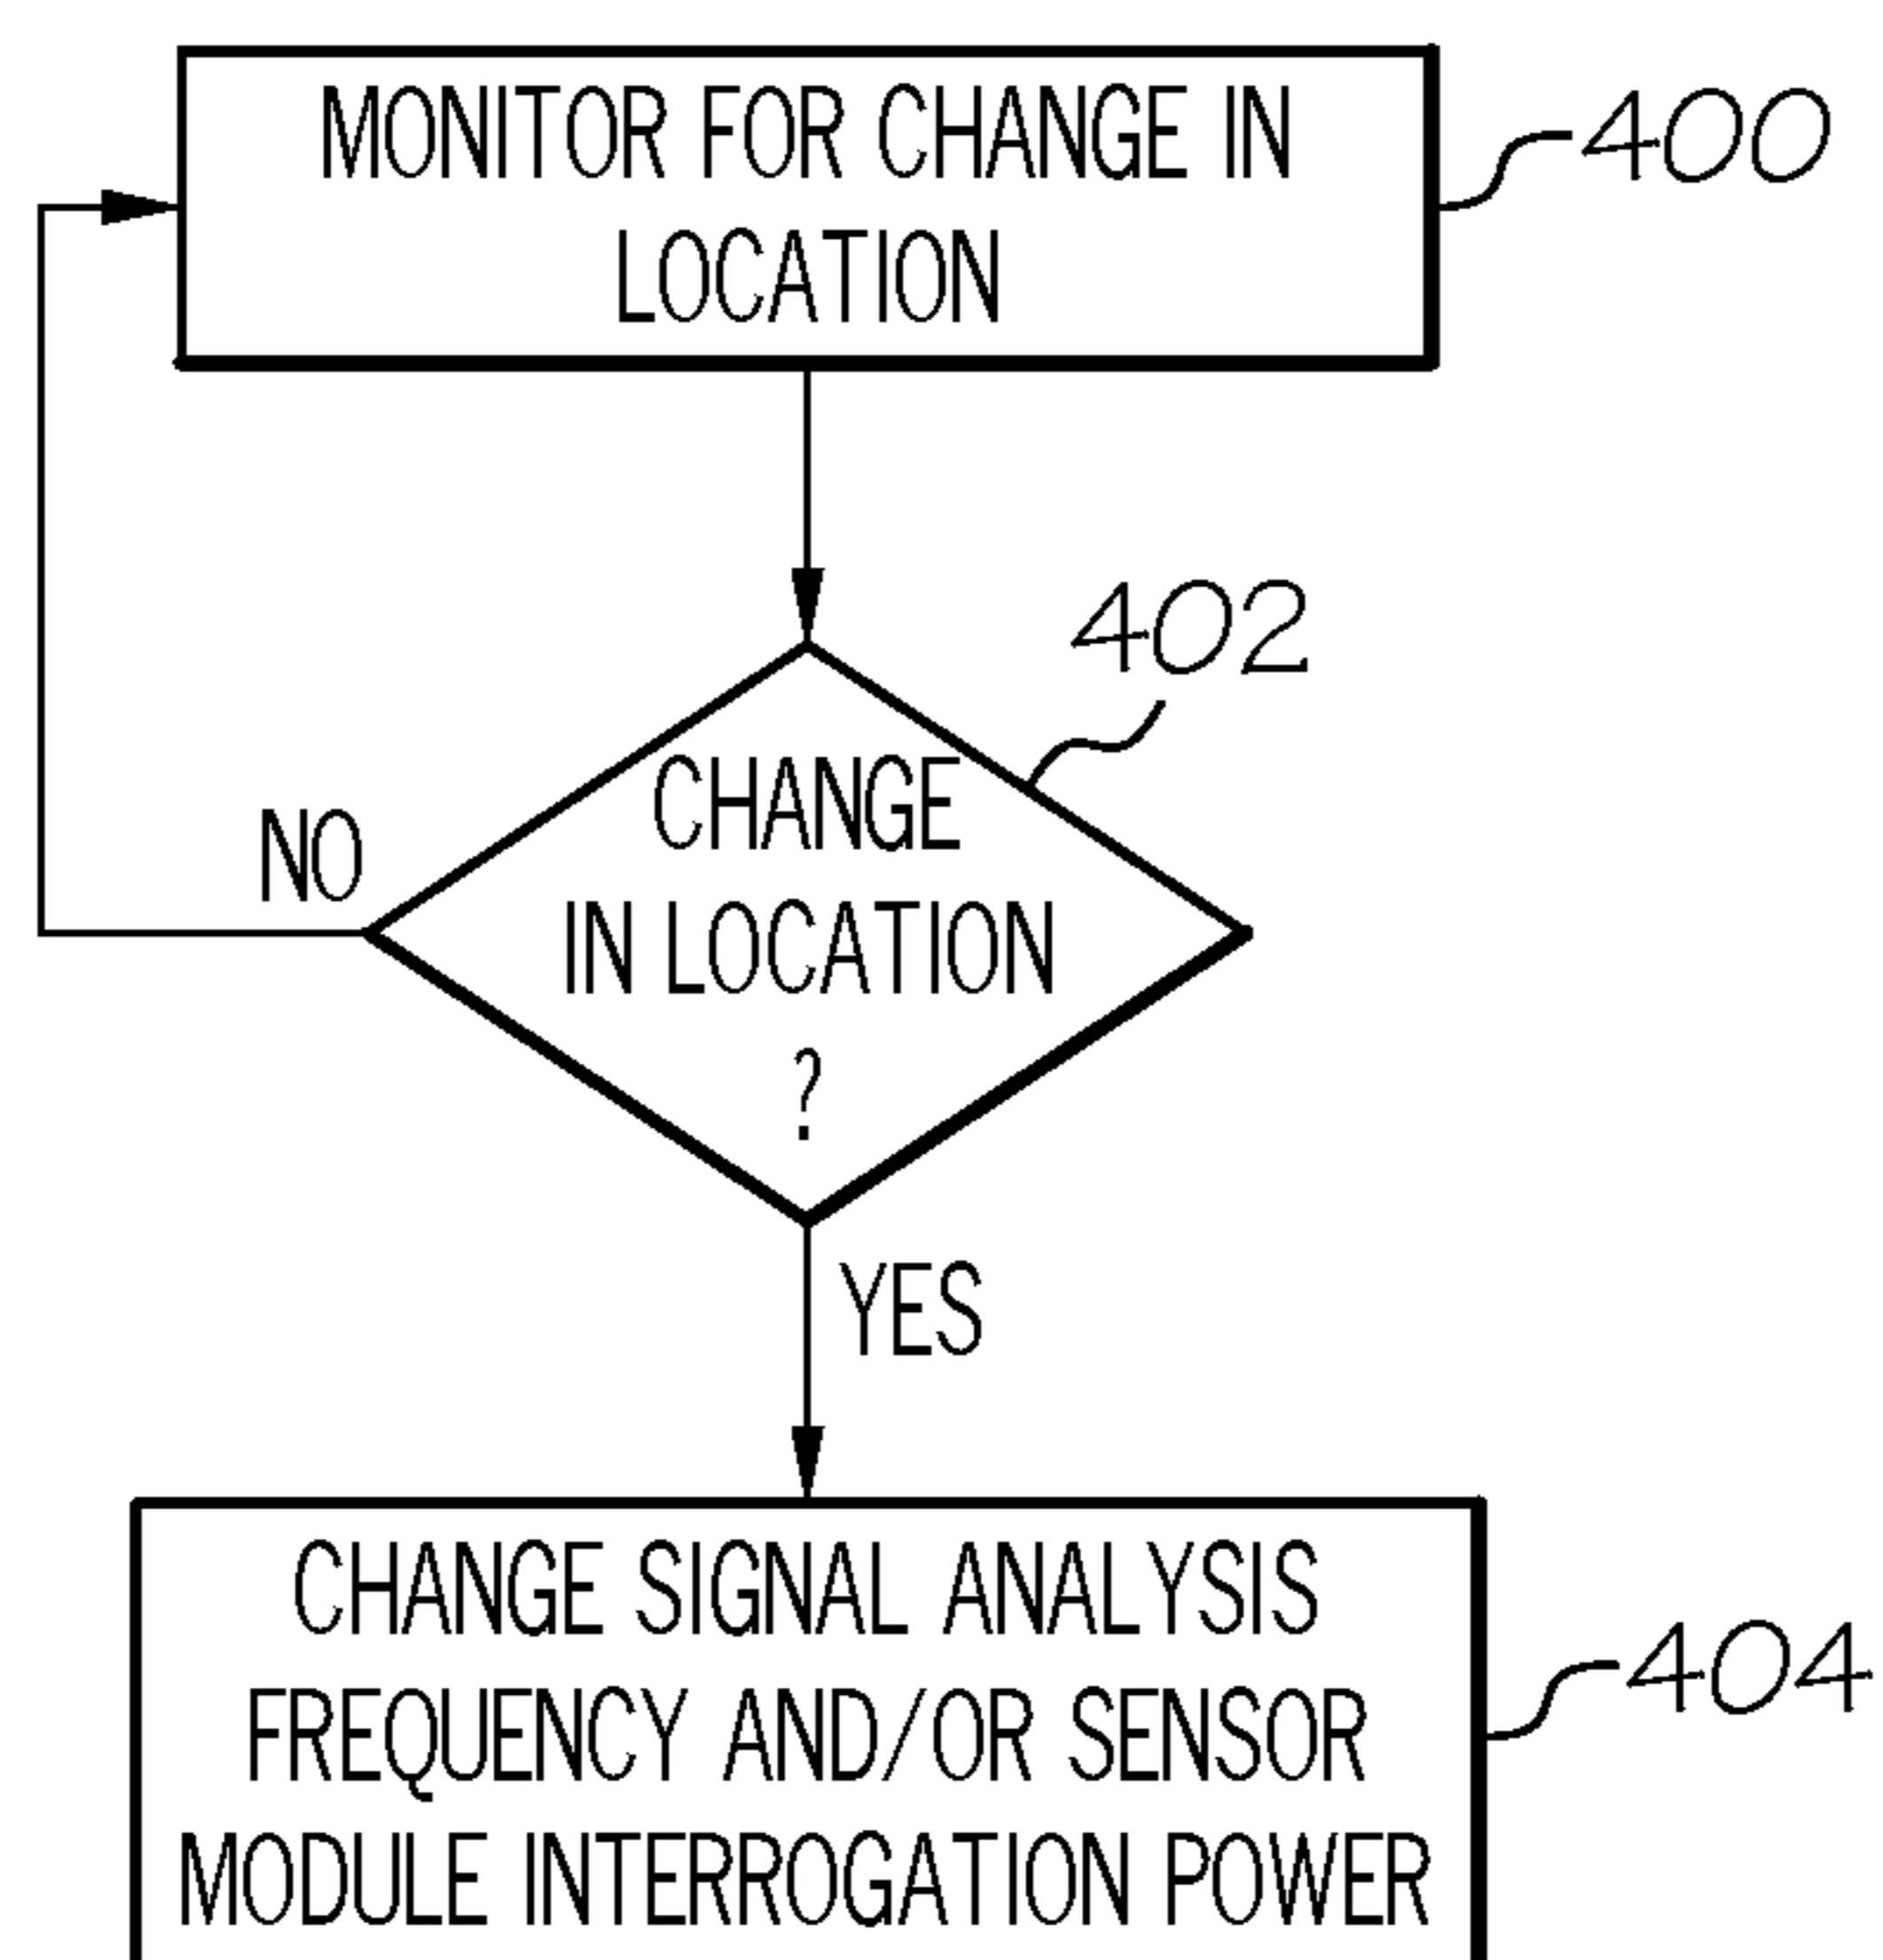 MONITOR FOR CHANGE IN
LOCATION
400
402
CHANGE
IN LOCATION
?
NO
YES
CHANGE SIGNAL ANALYSIS
FREQUENCY AND/OR SENSOR
MODULE INTERROGATION POWER
404